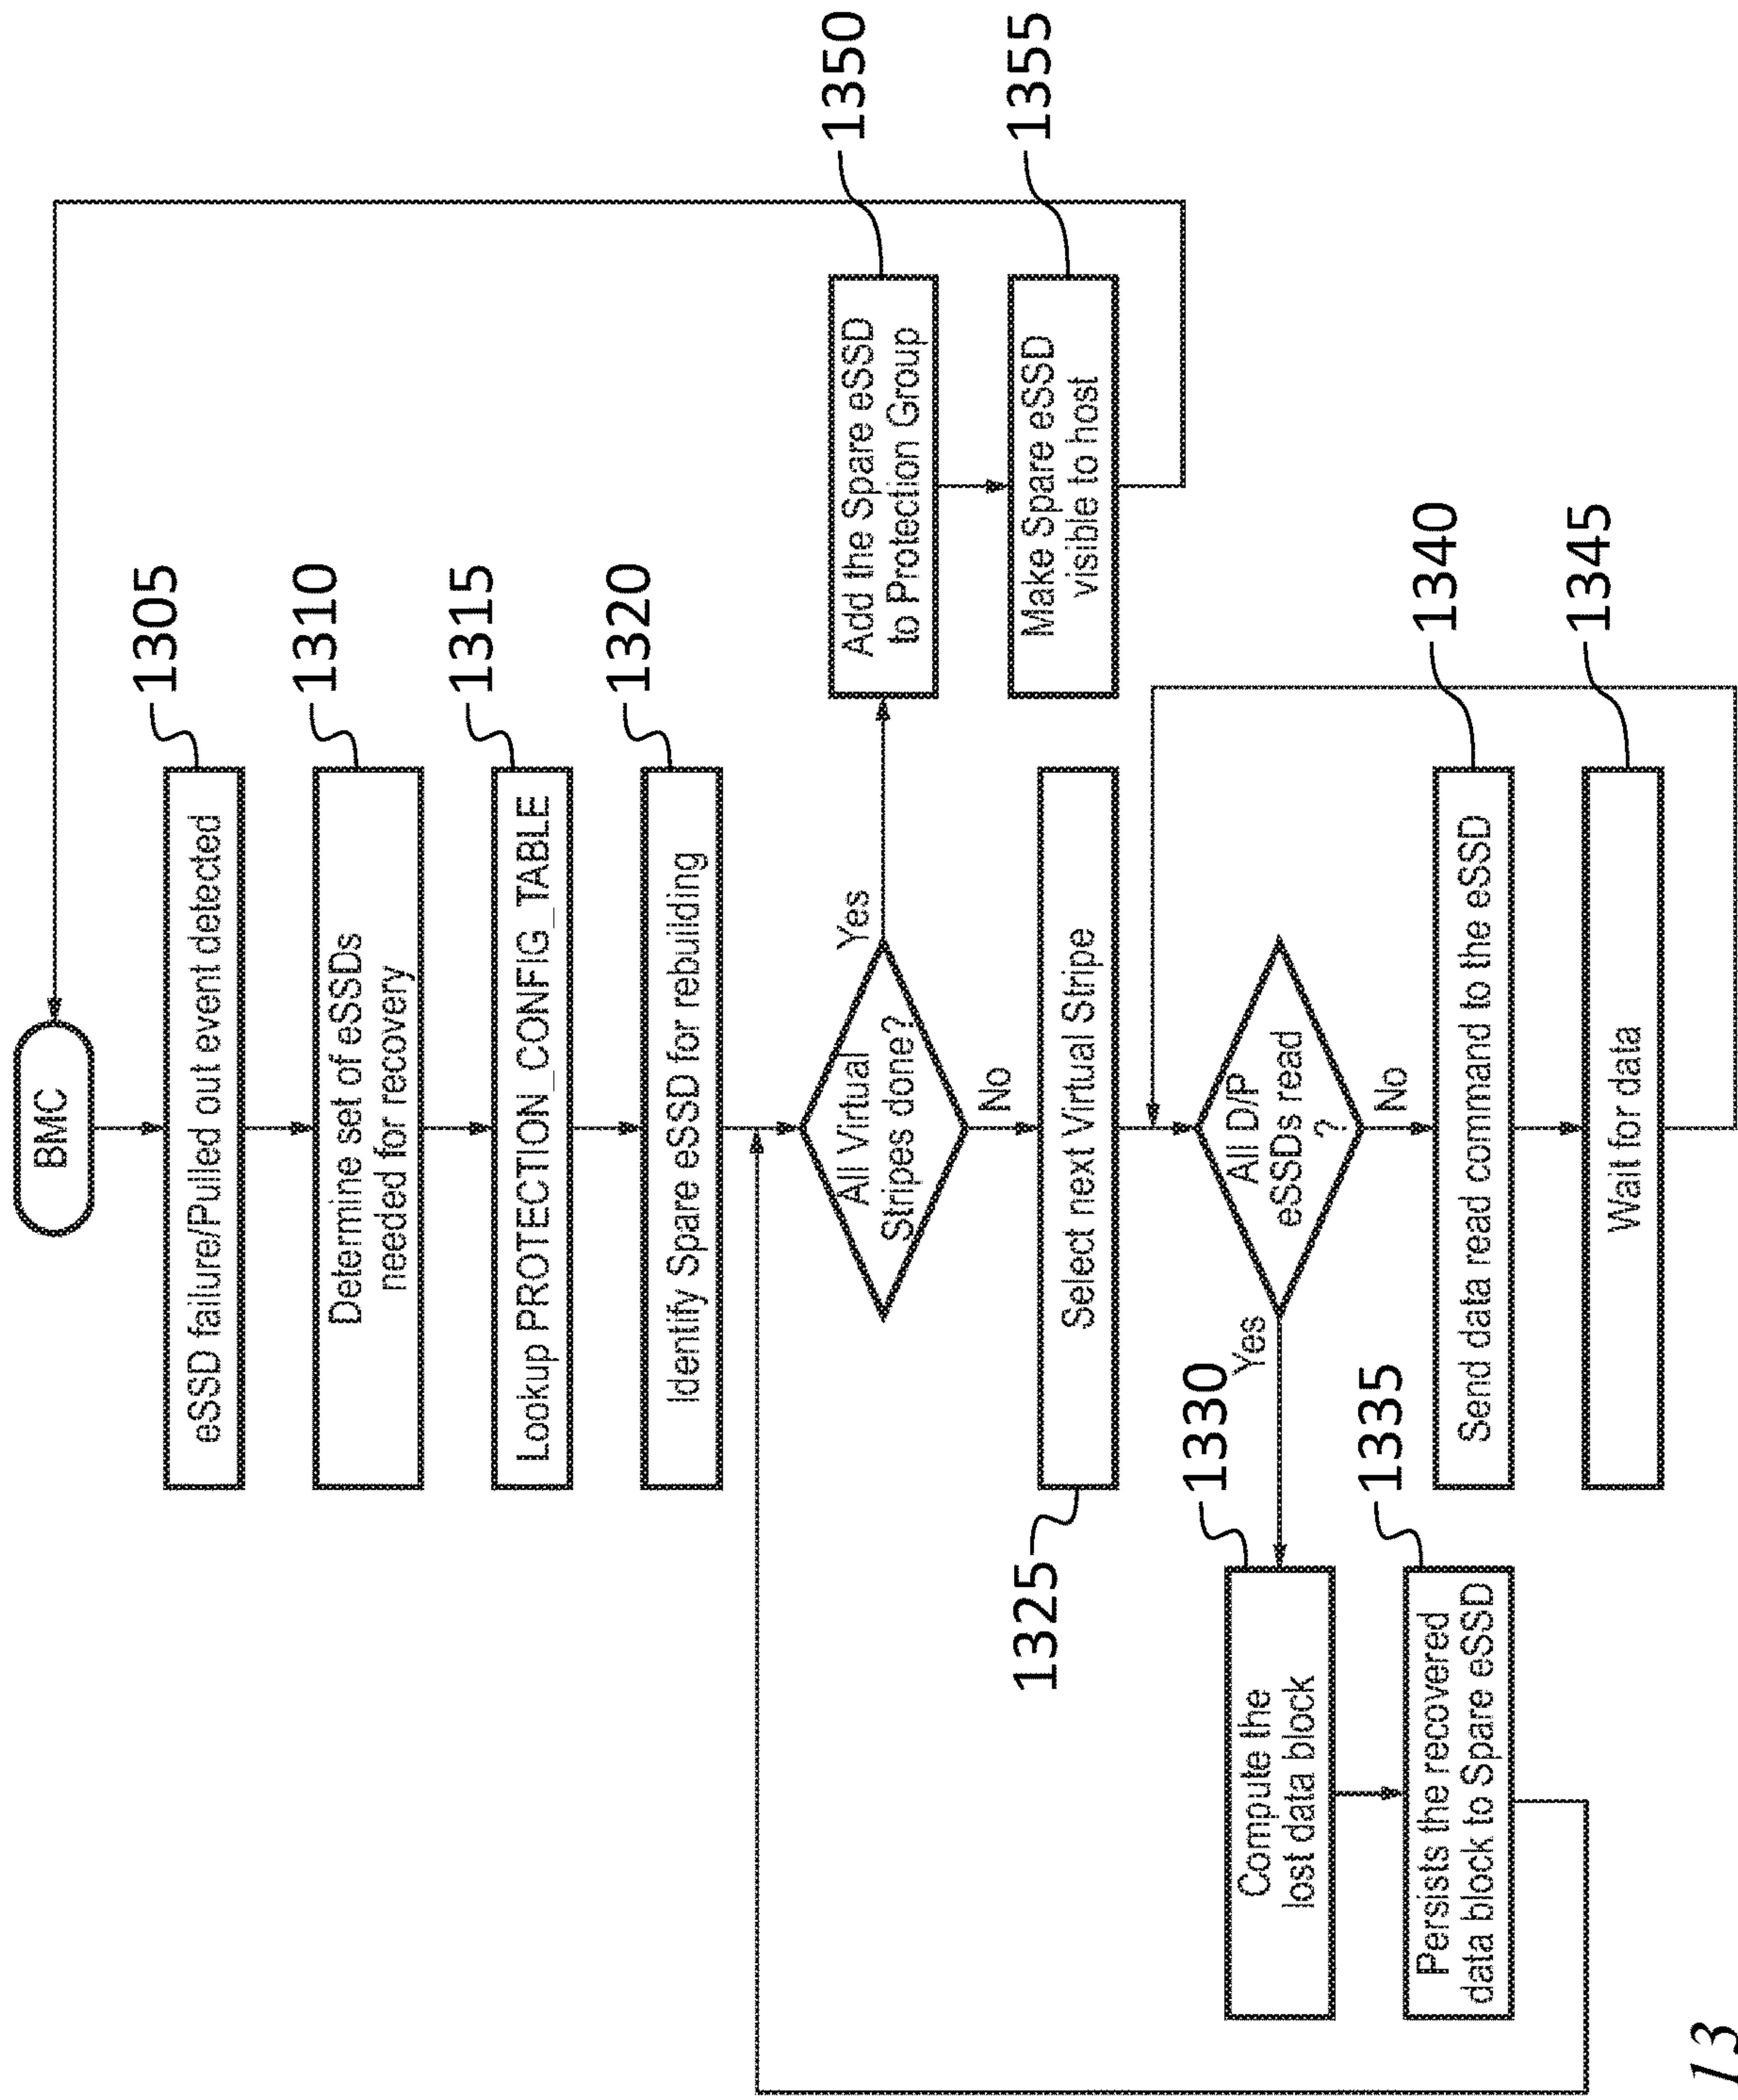 BMC
eSSD failure/Pulled out event detected
1305
Determine set of eSSDs
needed for recovery
1310
Lookup PROTECTION_CONFIG_TABLE
1315
Identify Spare eSSD for rebuilding
1320
All Virtual
Stripes done?
Yes
No
Add the Spare eSSD
to Protection Group
1350
Make Spare eSSD
visible to host
1355
Select next Virtual Stripe
1325
All D/P
eSSDs read
?
Yes
No
Compute the
lost data block
1330
Persists the recovered
data block to Spare eSSD
1335
Send data read command to the eSSD
1340
Wait for data
1345
13